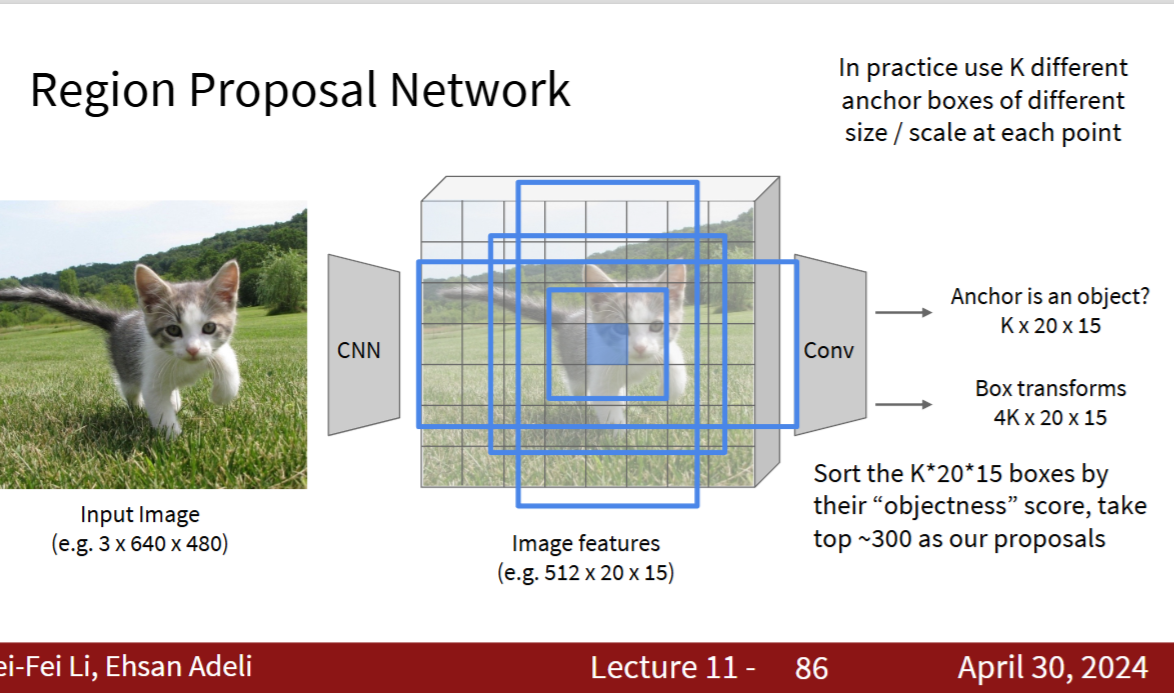 Region Proposal Network
In practice use K different
anchor boxes of different
size / scale at each point
CNN
Conv
Anchor is an object?
K x 20 x 15
Box transforms
4K x 20 x 15
Sort the K*20*15 boxes by
their “objectness” score, take
top ~300 as our proposals
Input Image
(e.g. 3 x 640 x 480)
Image features
(e.g. 512 x 20 x 15)
ei-Fei Li, Ehsan Adeli
Lecture 11 - 86
April 30, 2024